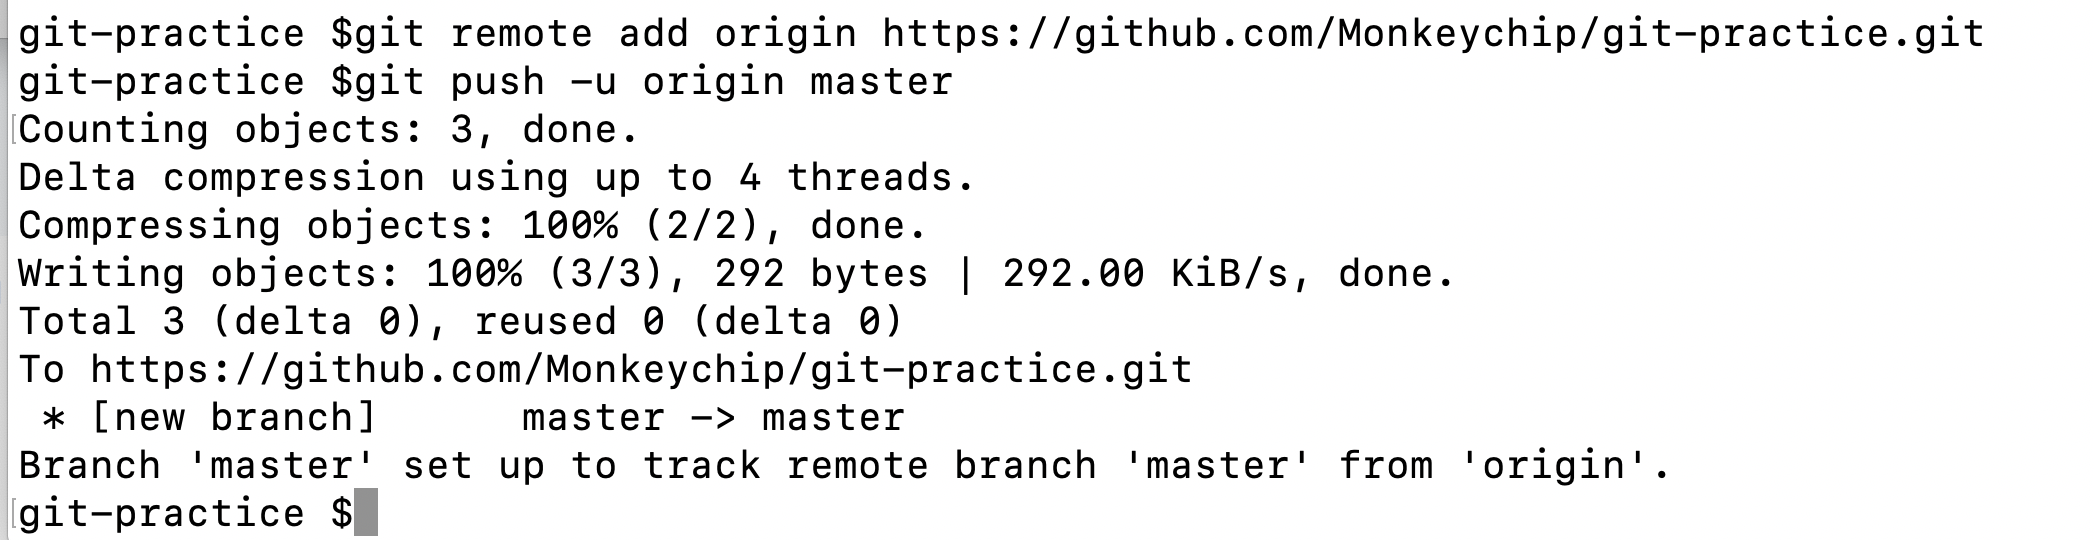 git-practice $git remote add origin https://github.com/Monkeychip/git-practice.git
git-practice $git push -u origin master
Counting objects: 3, done.
Delta compression using up to 4 threads.
Compressing objects: 100% (2/2), done.
Writing objects: 100% (3/3), 292 bytes | 292.00 KiB/s, done.
Total 3 (delta 0), reused 0 (delta 0)
To https://github.com/Monkeychip/git-practice.git
 * [new branch]      master -> master
Branch 'master' set up to track remote branch 'master' from 'origin'.
git-practice $